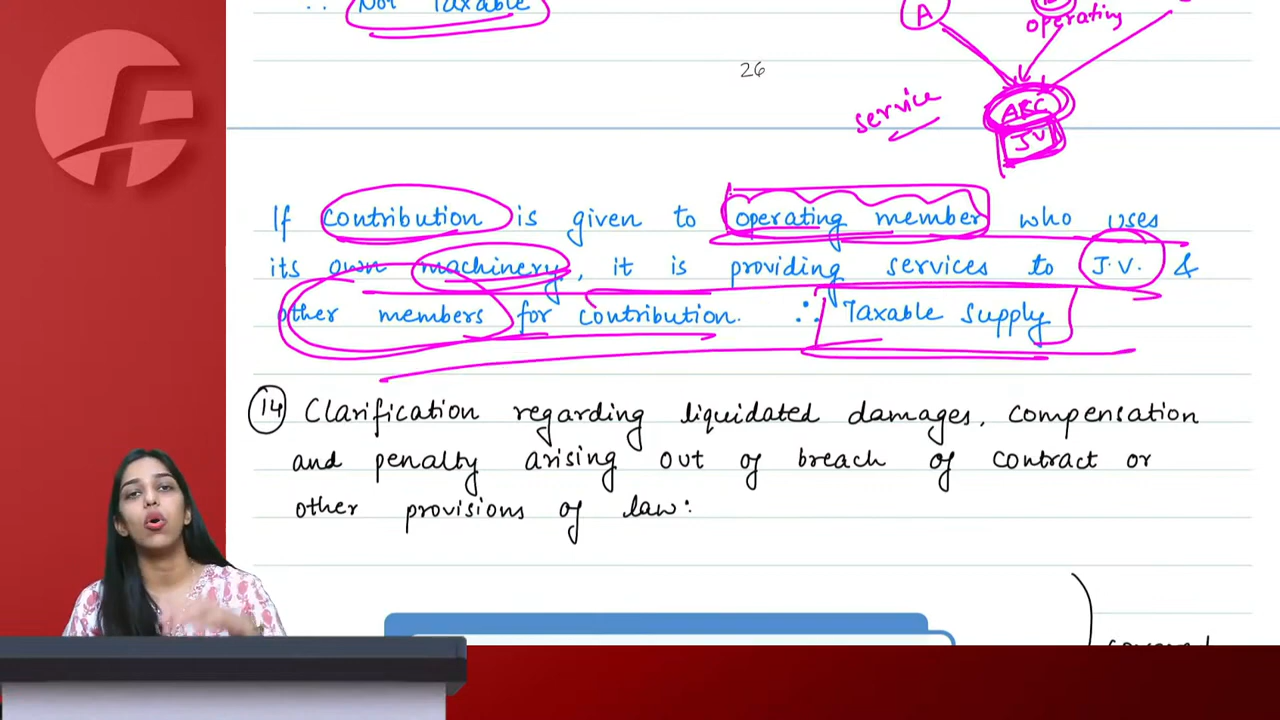 ∴ Not Taxable
A
operating
26
service
ABC
JV
If contribution is given to operating member who uses
its own machinery, it is providing services to J.V. &
other members for contribution. ∴ Taxable Supply
14 Clarification regarding liquidated damages, compensation
and penalty arising out of breach of contract or
other provisions of law: